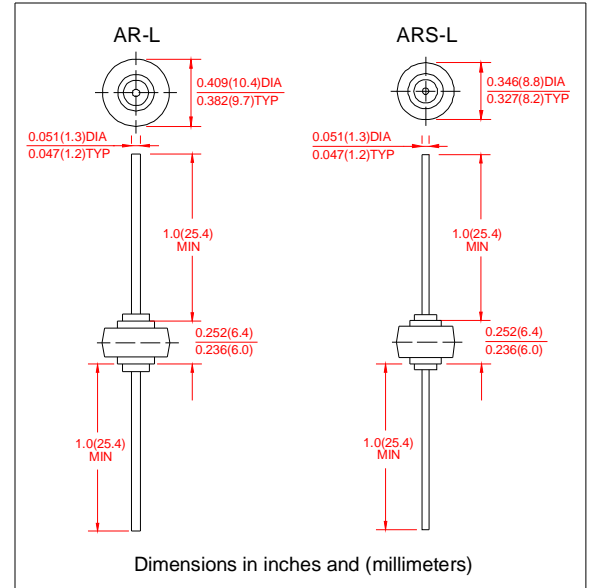 AR-L
0.409(10.4)DIA
0.382(9.7)TYP
0.051(1.3)DIA
0.047(1.2)TYP
1.0(25.4)
MIN
0.252(6.4)
0.236(6.0)
1.0(25.4)
MIN
ARS-L
0.346(8.8)DIA
0.327(8.2)TYP
0.051(1.3)DIA
0.047(1.2)TYP
1.0(25.4)
MIN
0.252(6.4)
0.236(6.0)
1.0(25.4)
MIN
Dimensions in inches and (millimeters)